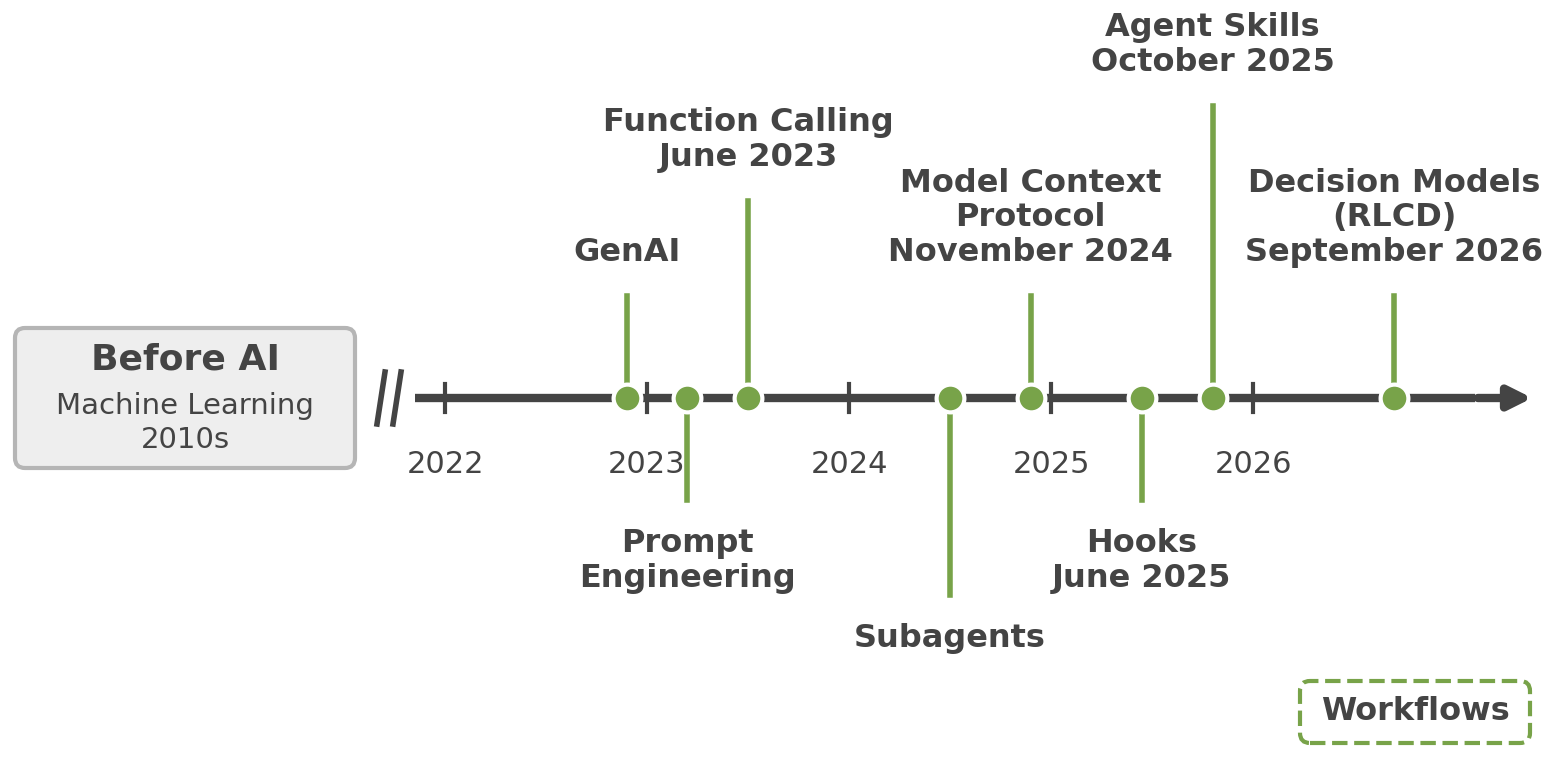 Agent Skills
October 2025
Function Calling
June 2023
Model Context
Protocol
November 2024
Decision Models
(RLCD)
September 2026
GenAI
Before AI
Machine Learning
2010s
2022
2023
2024
2025
2026
Prompt
Engineering
Hooks
June 2025
Subagents
Workflows